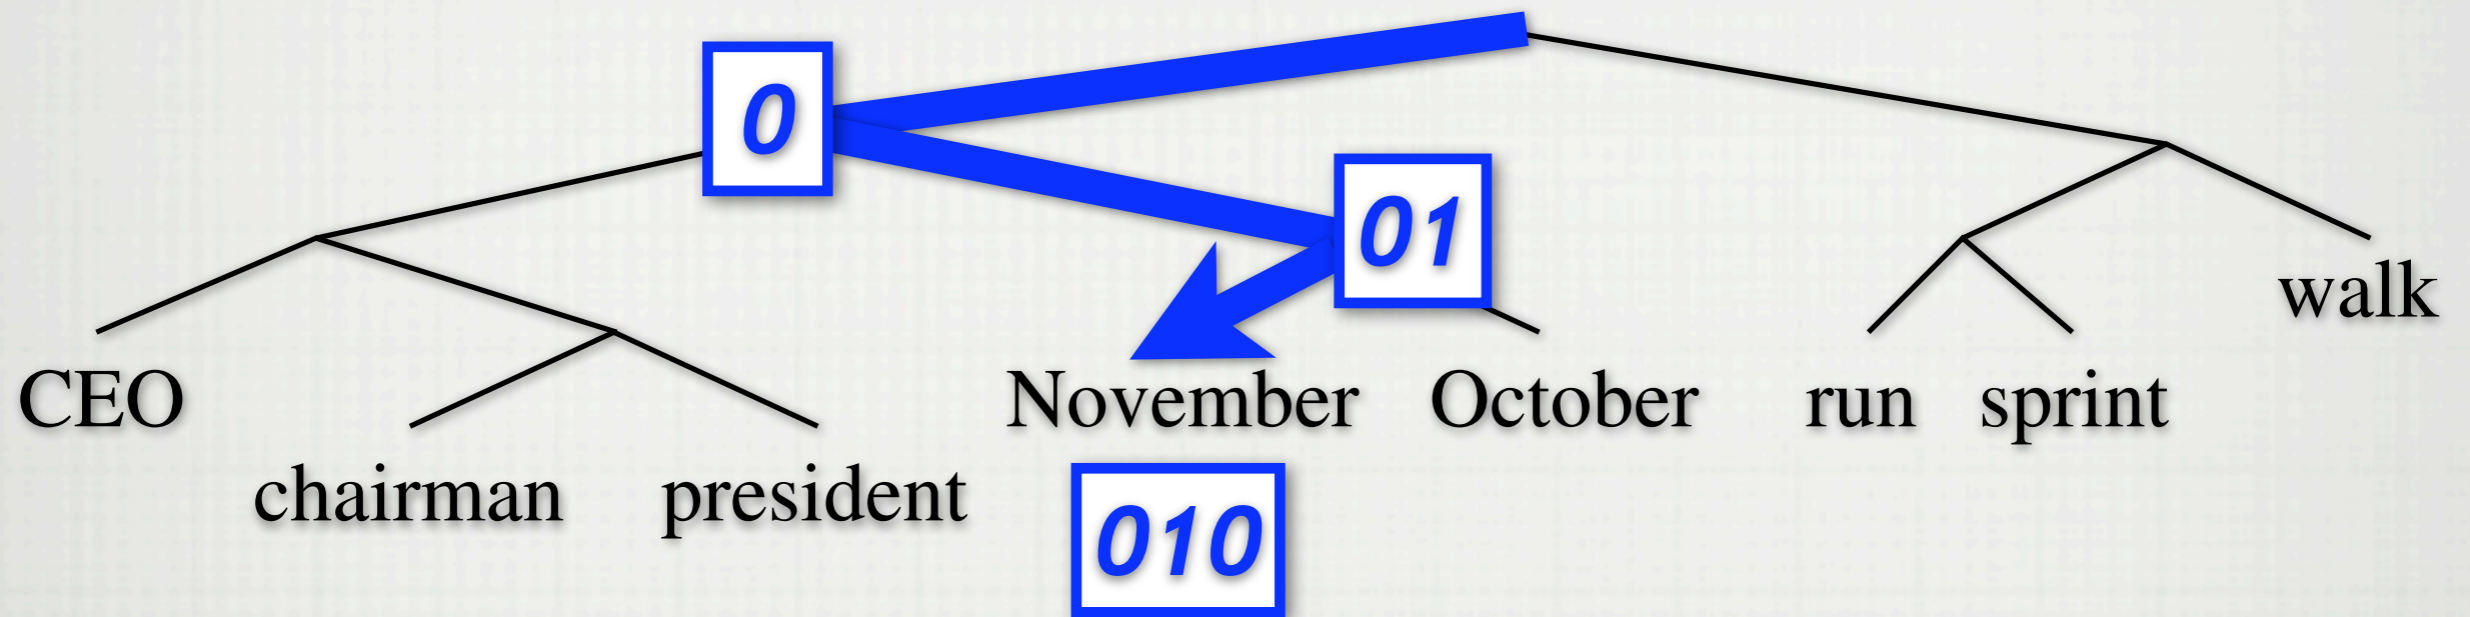 0
01
walk
CEO
November
October
run
sprint
chairman
president
010